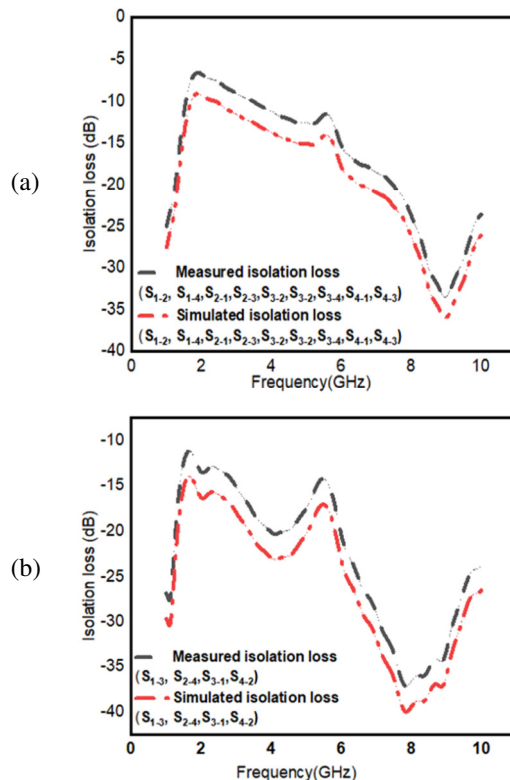 (a)
Isolation loss (dB)
0
-5
-10
-15
-20
-25
-30
-35
-40
Measured isolation loss
(S1-2, S1-4,S2-1,S2-3,S3-2,S3-2,S3-4,S4-1,S4-3)
Simulated isolation loss
(S1-2, S1-4,S2-1,S2-3,S3-2,S3-2,S3-4,S4-1,S4-3)
0 2 4 6 8 10
Frequency(GHz)
(b)
Isolation loss (dB)
-10
-15
-20
-25
-30
-35
-40
Measured isolation loss
(S1-3, S2-4,S3-1,S4-2)
Simulated isolation loss
(S1-3, S2-4,S3-1,S4-2)
0 2 4 6 8 10
Frequency(GHz)